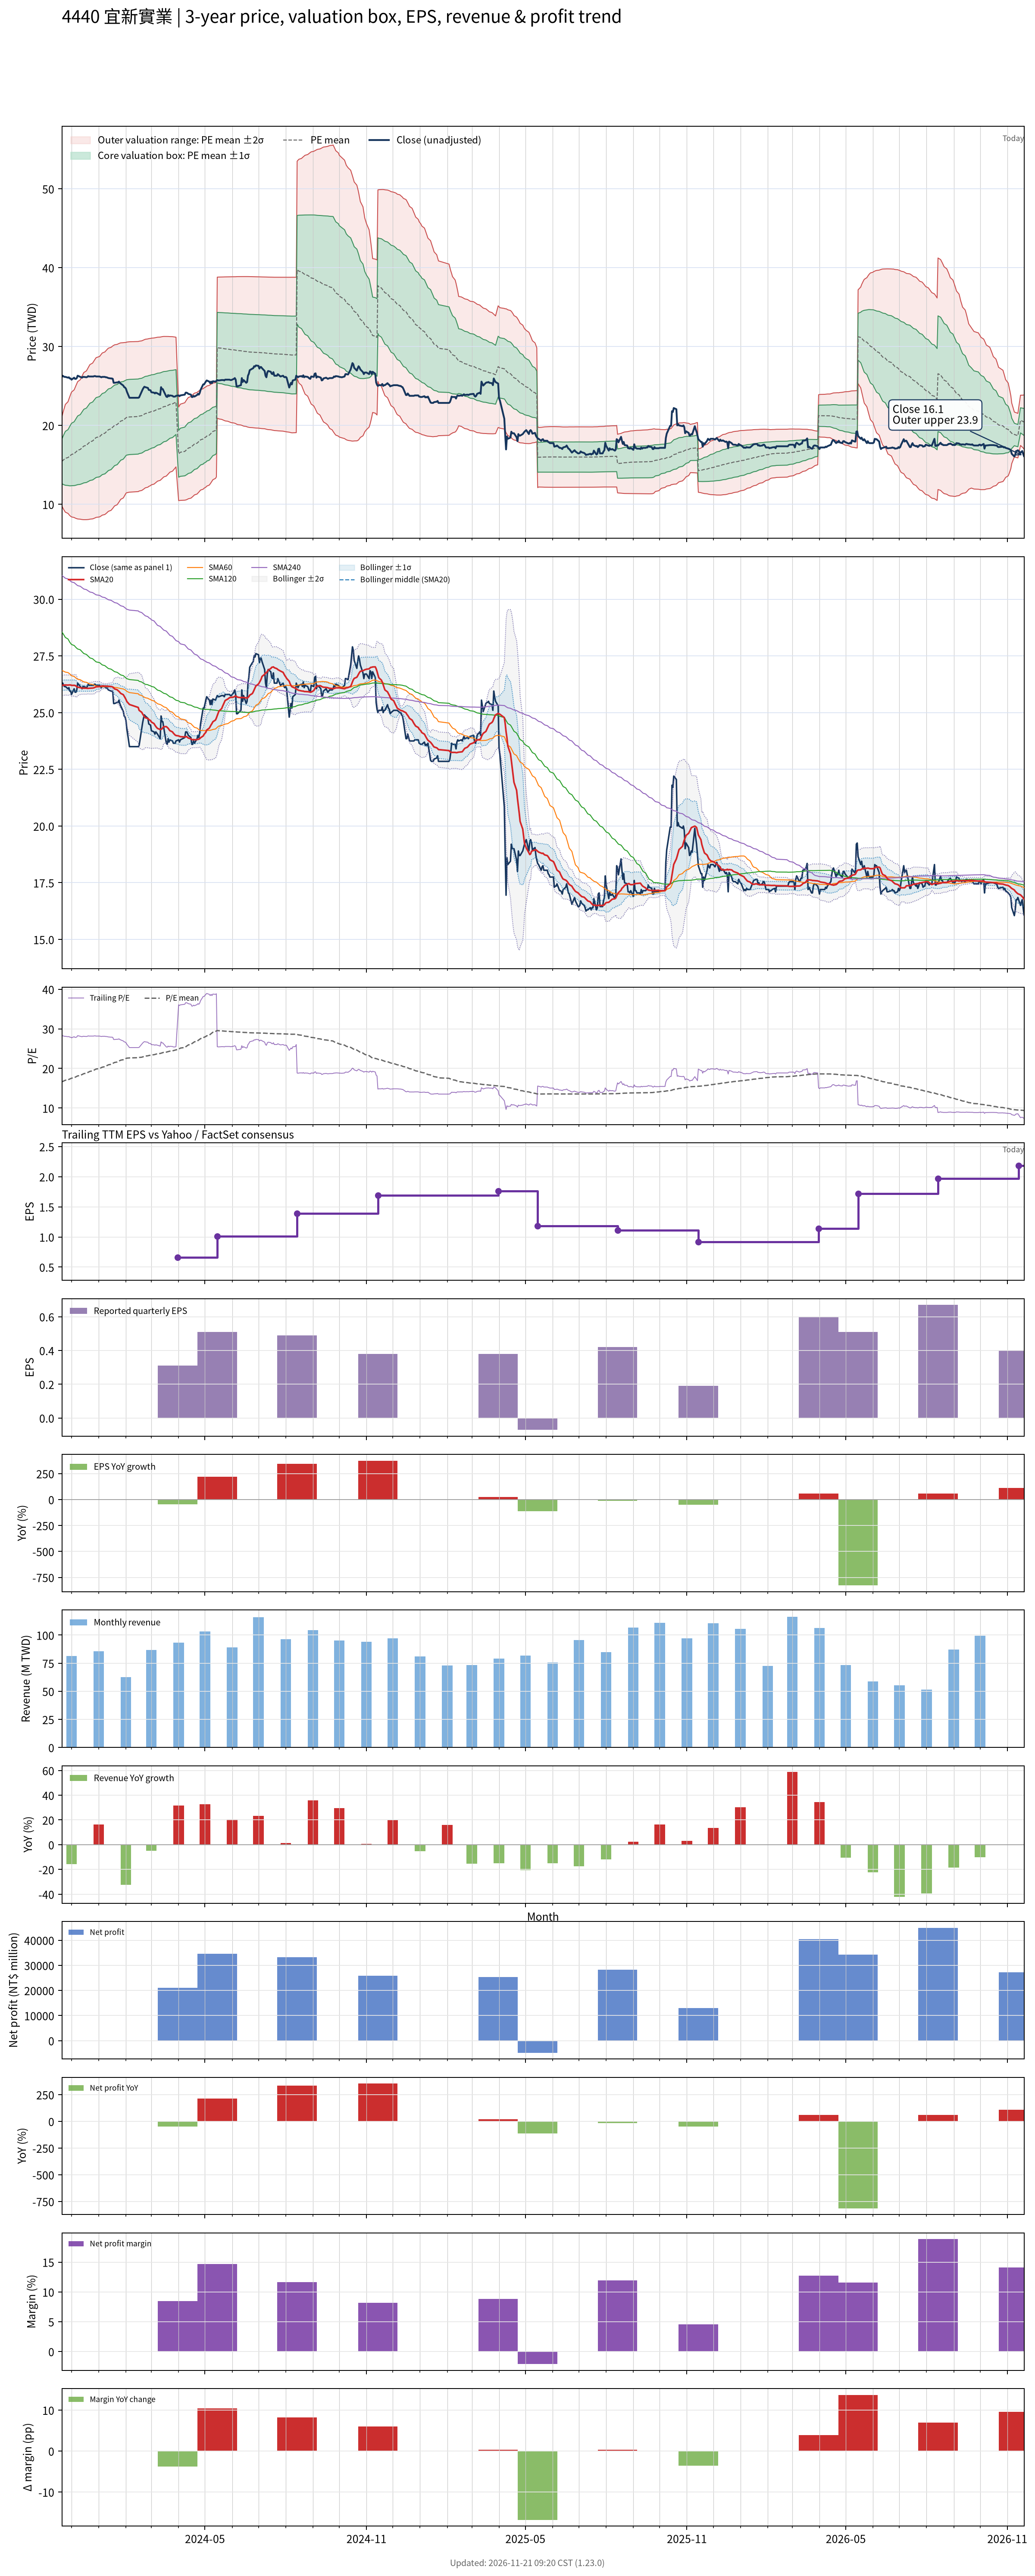 4440 宜新實業 | 3-year price, valuation box, EPS, revenue & profit trend
Outer valuation range: PE mean ±2σ
Core valuation box: PE mean ±1σ
PE mean
Close (unadjusted)
Today
Price (TWD)
50
40
30
20
10
Close 16.1
Outer upper 23.9
Close (same as panel 1)
SMA20
SMA60
SMA120
SMA240
Bollinger ±2σ
Bollinger ±1σ
Bollinger middle (SMA20)
Price
30.0
27.5
25.0
22.5
20.0
17.5
15.0
Trailing P/E
P/E mean
P/E
40
30
20
10
Trailing TTM EPS vs Yahoo / FactSet consensus
Today
EPS
2.5
2.0
1.5
1.0
0.5
Reported quarterly EPS
EPS
0.6
0.4
0.2
0.0
EPS YoY growth
YoY (%)
250
0
-250
-500
-750
Monthly revenue
Revenue (M TWD)
100
75
50
25
0
Revenue YoY growth
YoY (%)
60
40
20
0
-20
-40
Month
Net profit
Net profit (NT$ million)
40000
30000
20000
10000
0
Net profit YoY
YoY (%)
250
0
-250
-500
-750
Net profit margin
Margin (%)
15
10
5
0
Margin YoY change
Δ margin (pp)
10
0
-10
2024-05
2024-11
2025-05
2025-11
2026-05
2026-11
Updated: 2026-11-21 09:20 CST (1.23.0)